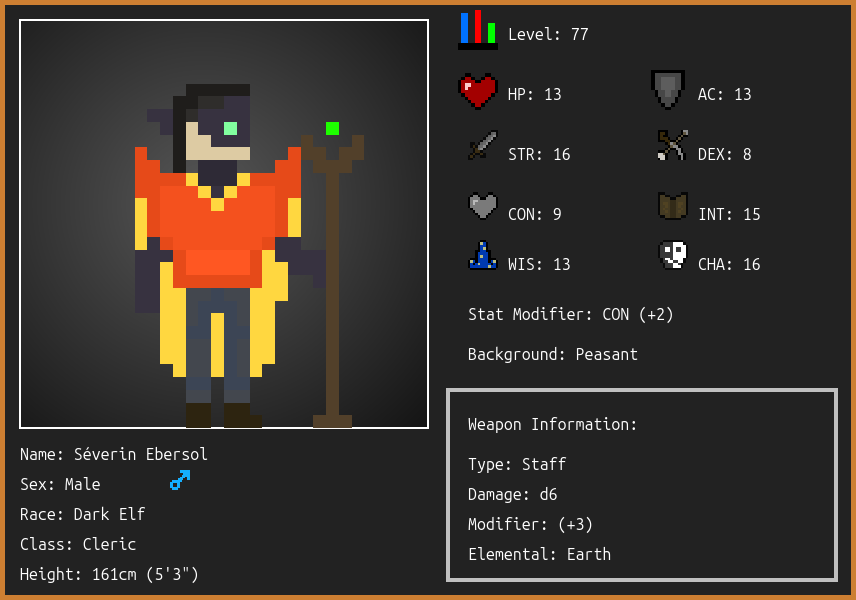 Level: 77
HP: 13
AC: 13
STR: 16
DEX: 8
CON: 9
INT: 15
WIS: 13
CHA: 16
Stat Modifier: CON (+2)
Background: Peasant
Weapon Information:
Type: Staff
Damage: d6
Modifier: (+3)
Elemental: Earth
Name: Séverin Ebersol
Sex: Male
Race: Dark Elf
Class: Cleric
Height: 161cm (5'3")